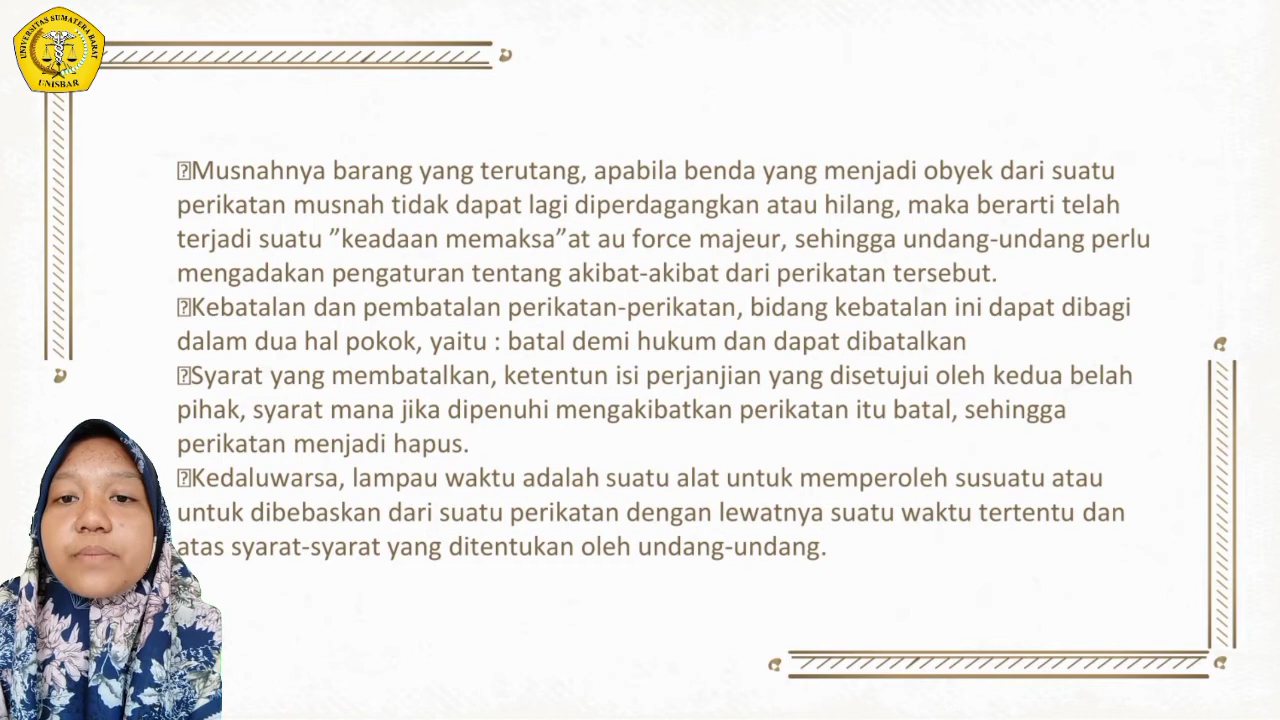 UNIVERSITAS SUMATERA BARAT
UNISBAR
Musnahnya barang yang terutang, apabila benda yang menjadi obyek dari suatu
perikatan musnah tidak dapat lagi diperdagangkan atau hilang, maka berarti telah
terjadi suatu ”keadaan memaksa”at au force majeur, sehingga undang-undang perlu
mengadakan pengaturan tentang akibat-akibat dari perikatan tersebut.
Kebatalan dan pembatalan perikatan-perikatan, bidang kebatalan ini dapat dibagi
dalam dua hal pokok, yaitu : batal demi hukum dan dapat dibatalkan
Syarat yang membatalkan, ketentun isi perjanjian yang disetujui oleh kedua belah
pihak, syarat mana jika dipenuhi mengakibatkan perikatan itu batal, sehingga
perikatan menjadi hapus.
Kedaluwarsa, lampau waktu adalah suatu alat untuk memperoleh susuatu atau
untuk dibebaskan dari suatu perikatan dengan lewatnya suatu waktu tertentu dan
atas syarat-syarat yang ditentukan oleh undang-undang.